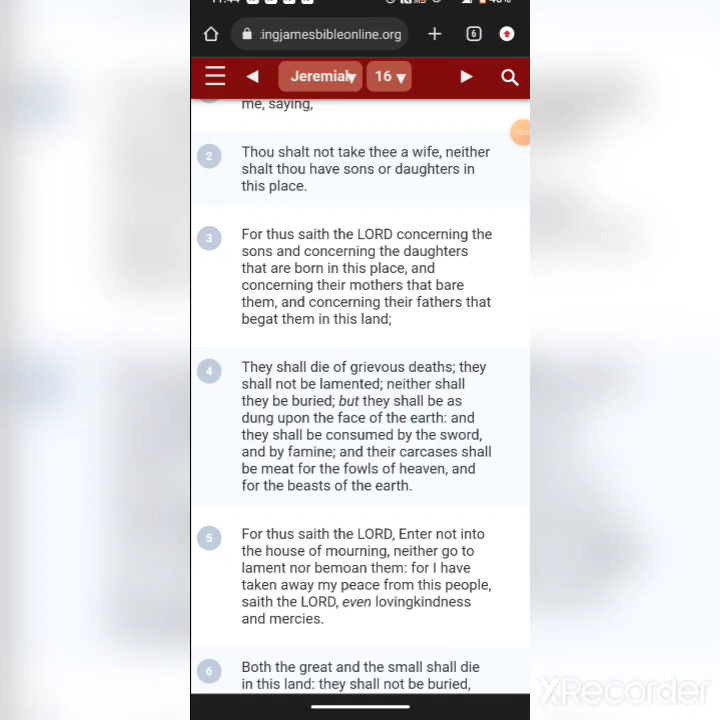 .ingjamesbibleonline.org
6
Jeremiah
16
me, saying,
2
Thou shalt not take thee a wife, neither
shalt thou have sons or daughters in
this place.
3
For thus saith the LORD concerning the
sons and concerning the daughters
that are born in this place, and
concerning their mothers that bare
them, and concerning their fathers that
begat them in this land;
4
They shall die of grievous deaths; they
shall not be lamented; neither shall
they be buried; but they shall be as
dung upon the face of the earth: and
they shall be consumed by the sword,
and by famine; and their carcases shall
be meat for the fowls of heaven, and
for the beasts of the earth.
5
For thus saith the LORD, Enter not into
the house of mourning, neither go to
lament nor bemoan them: for I have
taken away my peace from this people,
saith the LORD, even lovingkindness
and mercies.
6
Both the great and the small shall die
in this land: they shall not be buried,
XRecorder